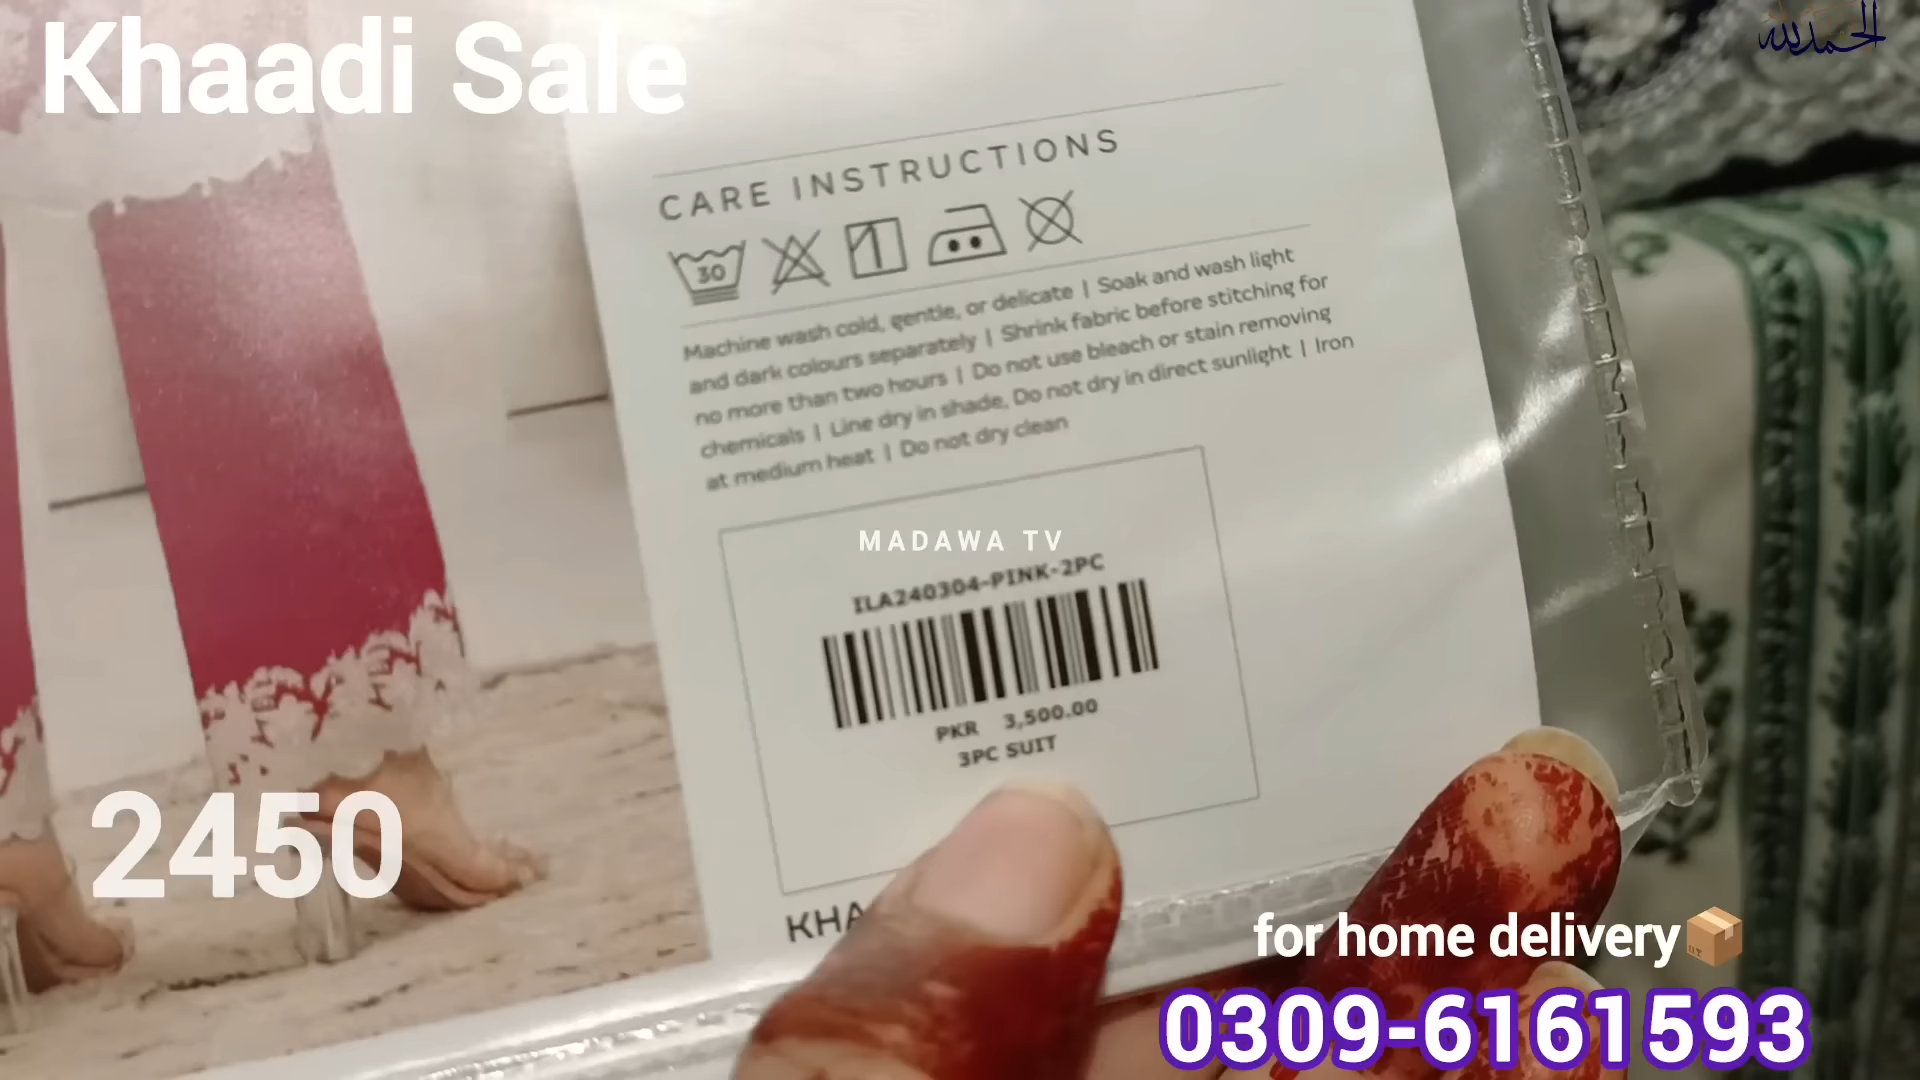 Khaadi Sale
الحمدللہ
CARE INSTRUCTIONS
30
1
Machine wash cold, gentle, or delicate | Soak and wash light
and dark colours separately | Shrink fabric before stitching for
no more than two hours | Do not use bleach or stain removing
chemicals | Line dry in shade, Do not dry in direct sunlight | Iron
at medium heat | Do not dry clean
MADAWA TV
ILA240304-PINK-2PC
PKR 3,500.00
3PC SUIT
2450
KHA
for home delivery📦
0309-6161593